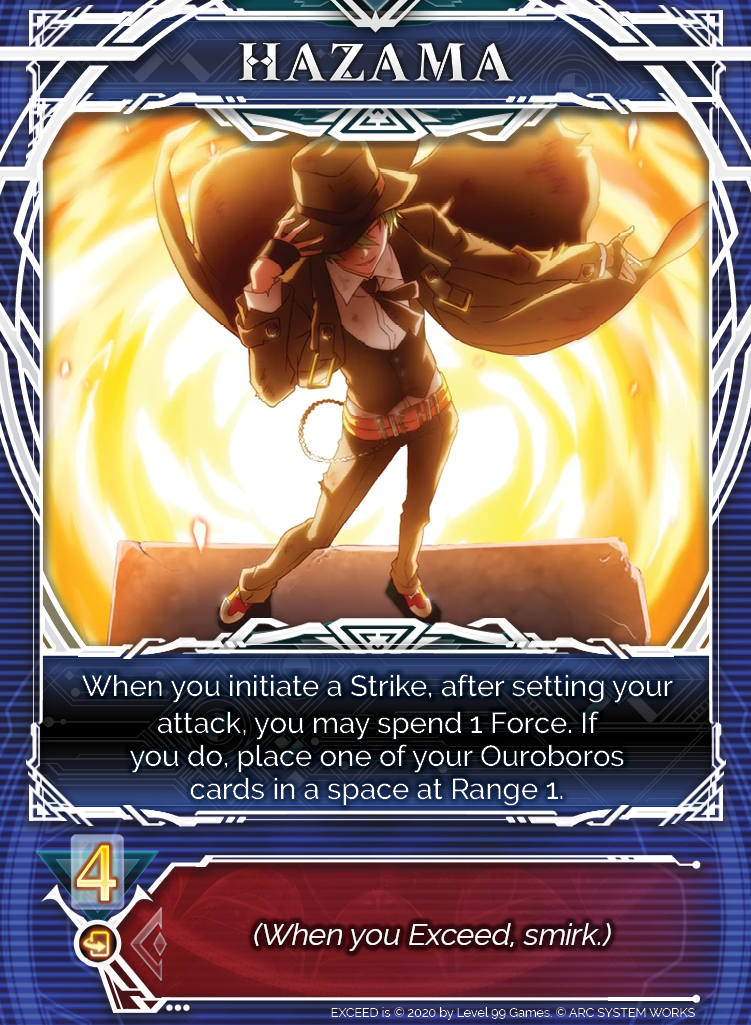 HAZAMA
When you initiate a Strike, after setting your
attack, you may spend 1 Force. If
you do, place one of your Ouroboros
cards in a space at Range 1.
4
(When you Exceed, smirk.)
EXCEED is © 2020 by Level 99 Games. © ARC SYSTEM WORKS